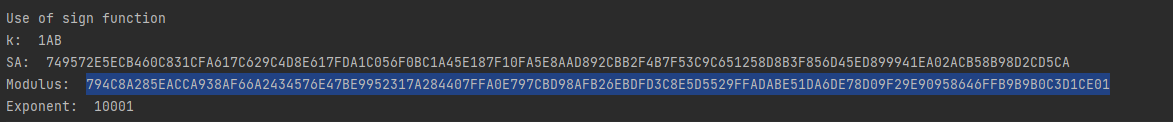 Use of sign function
k:  1AB
SA:  749572E5ECB460C831CFA617C629C4D8E617FDA1C056F0BC1A45E187F10FA5E8AAD892CBB2F4B7F53C9C651258D8B3F856D45ED899941EA02ACB58B98D2CD5CA
Modulus:  794C8A285EACCA938AF66A2434576E47BE9952317A284407FFA0E797CBD98AFB26EBDFD3C8E5D5529FFADABE51DA6DE78D09F29E90958646FFB9B9B0C3D1CE01
Exponent:  10001